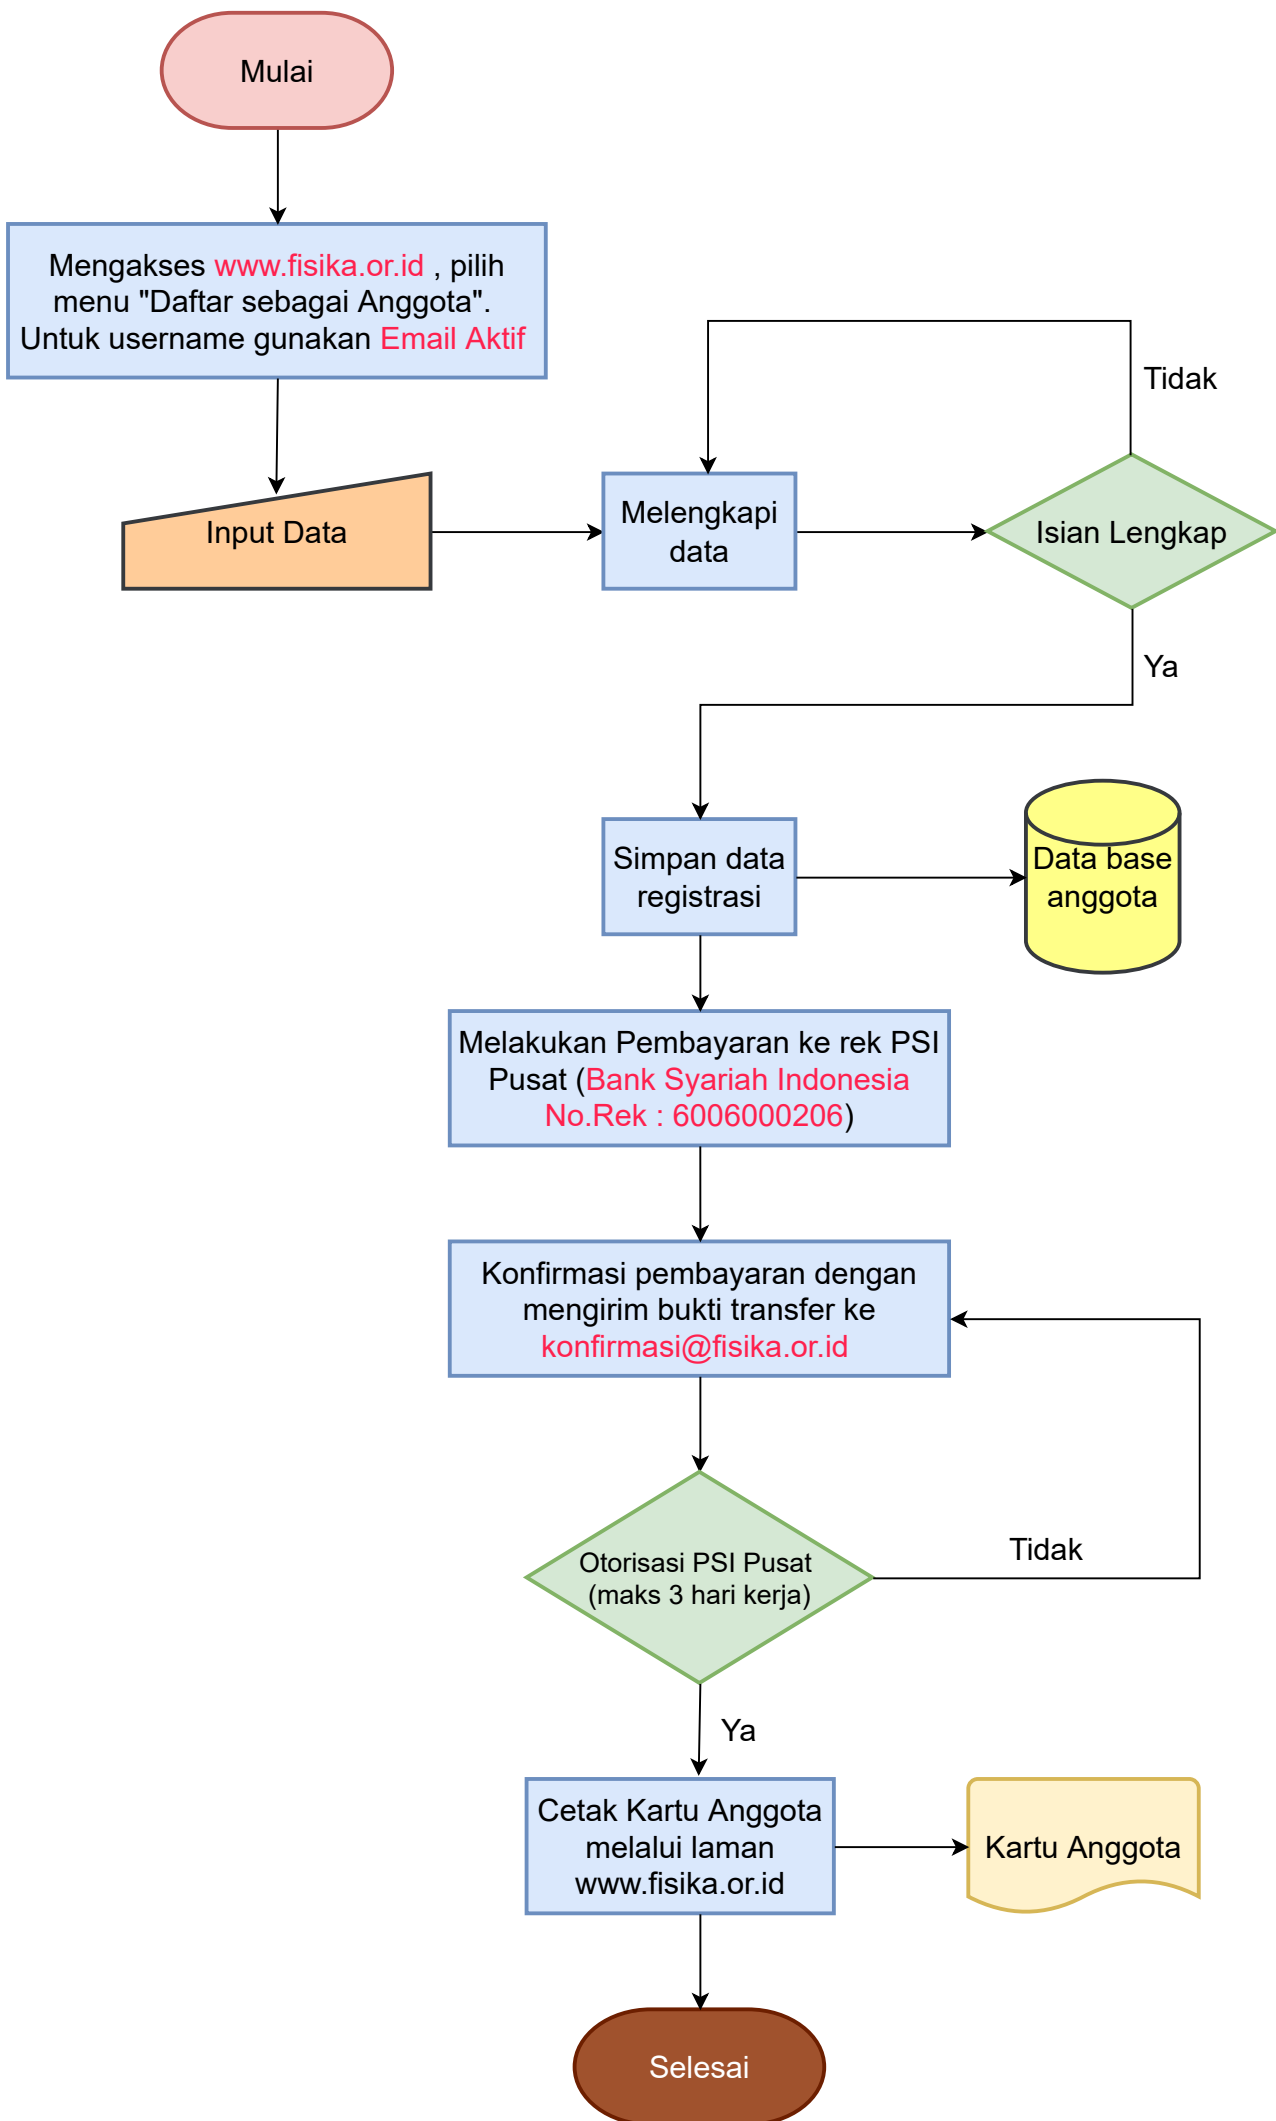 Mulai
Mengakses www.fisika.or.id , pilih
menu "Daftar sebagai Anggota".
Untuk username gunakan Email Aktif
Input Data
Melengkapi
data
Isian Lengkap
Tidak
Ya
Simpan data
registrasi
Data base
anggota
Melakukan Pembayaran ke rek PSI
Pusat (Bank Syariah Indonesia
No.Rek : 6006000206)
Konfirmasi pembayaran dengan
mengirim bukti transfer ke
konfirmasi@fisika.or.id
Otorisasi PSI Pusat
(maks 3 hari kerja)
Tidak
Ya
Cetak Kartu Anggota
melalui laman
www.fisika.or.id
Kartu Anggota
Selesai